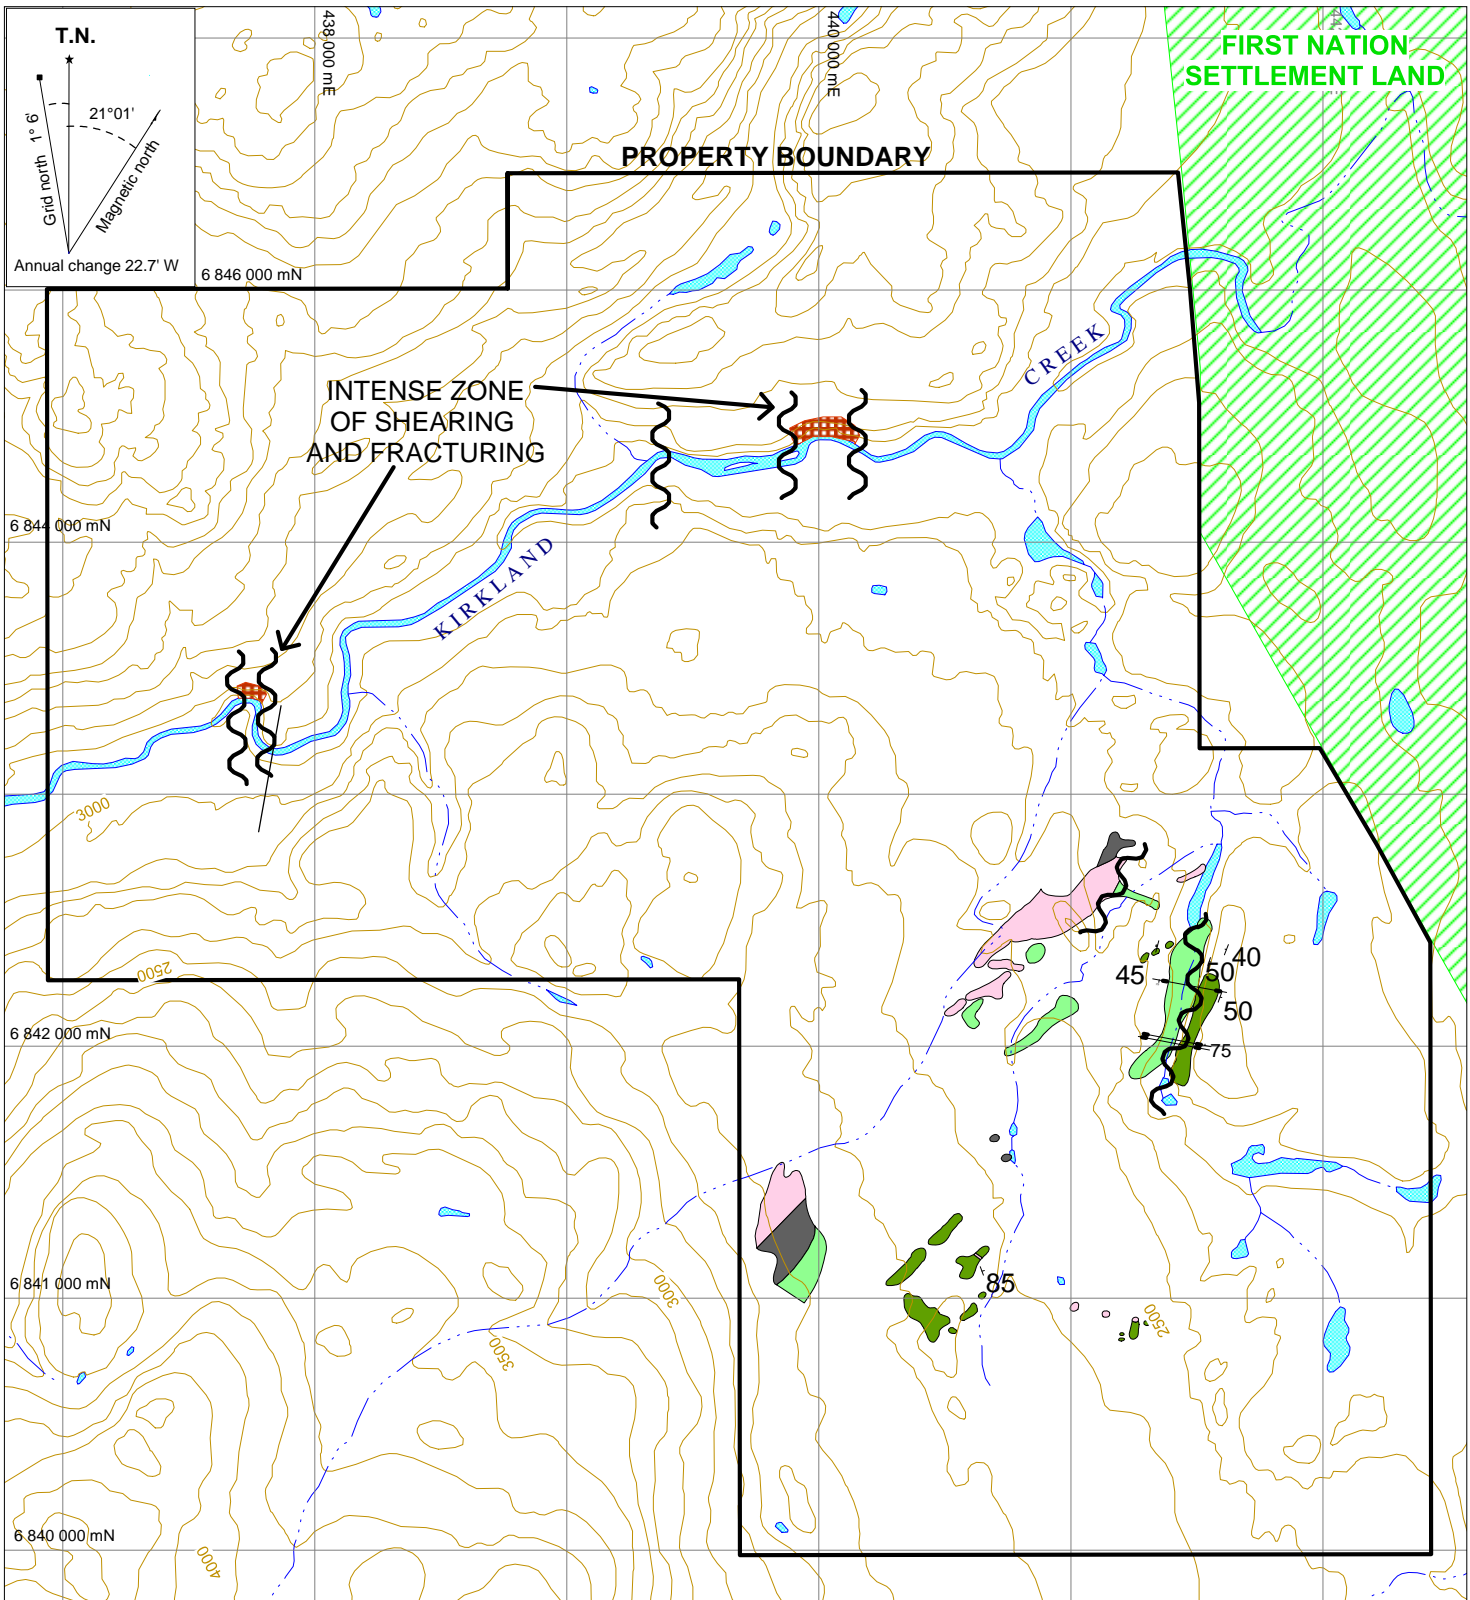 T.N.
21°01'
Grid north 1° 6'
Magnetic north
Annual change 22.7' W
438 000 mE
440 000 mE
FIRST NATION
SETTLEMENT LAND
PROPERTY BOUNDARY
6 846 000 mN
CREEK
INTENSE ZONE
OF SHEARING
AND FRACTURING
6 844 000 mN
KIRKLAND
3000
2500
40
45
50
50
6 842 000 mN
75
6 841 000 mN
3000
85
2500
3500
6 840 000 mN
4000